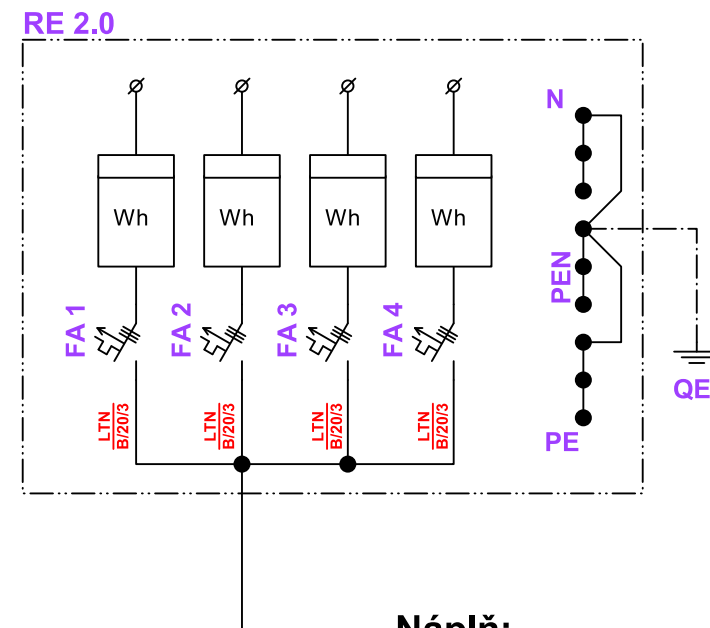 RE 2.0
N
Wh
Wh
Wh
Wh
PEN
FA 1
FA 2
FA 3
FA 4
QE
LTN
B/20/3
LTN
B/20/3
LTN
B/20/3
LTN
B/20/3
PE
Náplň: